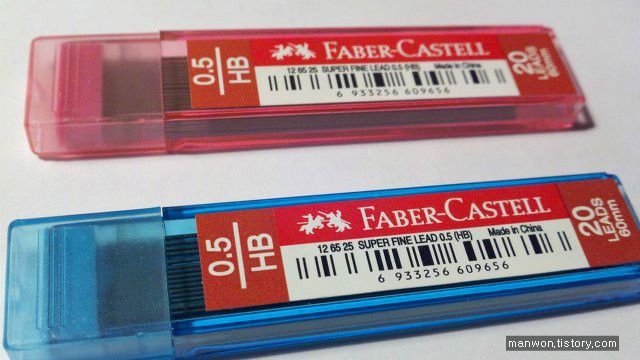 0.5
HB
FABER-CASTELL
12 65 25 SUPER FINE LEAD 0.5 (HB) Made in China
6 933256 609656
20
LEADS
60mm
0.5
HB
FABER-CASTELL
12 65 25 SUPER FINE LEAD 0.5 (HB) Made in China
6 933256 609656
20
LEADS
60mm
manwon.tistory.com